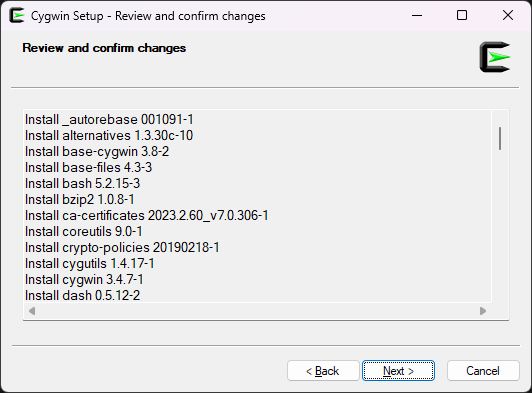 Cygwin Setup - Review and confirm changes
Review and confirm changes
Install _autorebase 001091-1
Install alternatives 1.3.30c-10
Install base-cygwin 3.8-2
Install base-files 4.3-3
Install bash 5.2.15-3
Install bzip2 1.0.8-1
Install ca-certificates 2023.2.60_v7.0.306-1
Install coreutils 9.0-1
Install crypto-policies 20190218-1
Install cygutils 1.4.17-1
Install cygwin 3.4.7-1
Install dash 0.5.12-2
< Back
Next >
Cancel